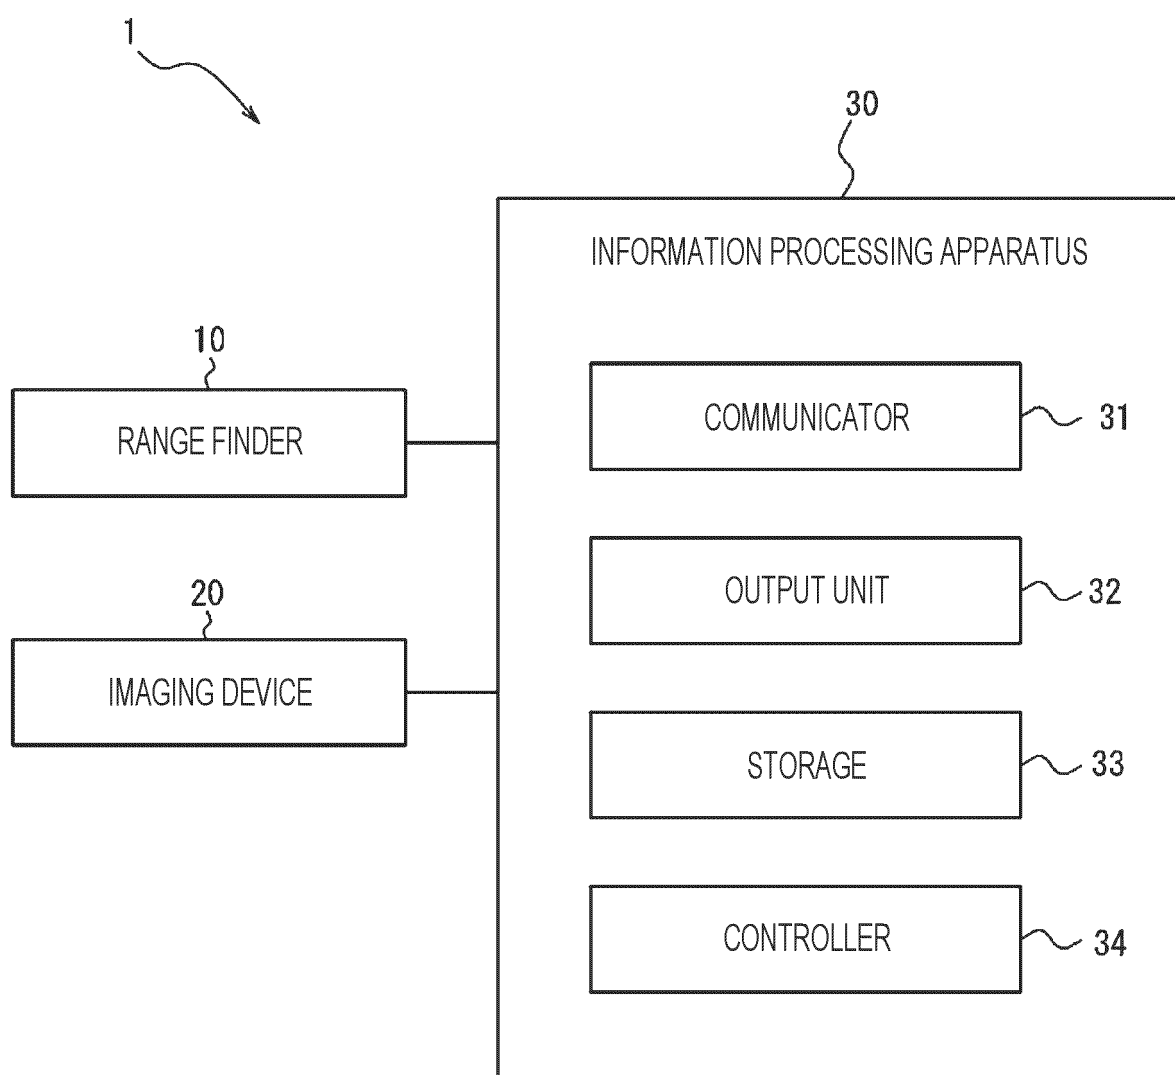 1
30
INFORMATION PROCESSING APPARATUS
10
RANGE FINDER
COMMUNICATOR
31
20
IMAGING DEVICE
OUTPUT UNIT
32
STORAGE
33
CONTROLLER
34